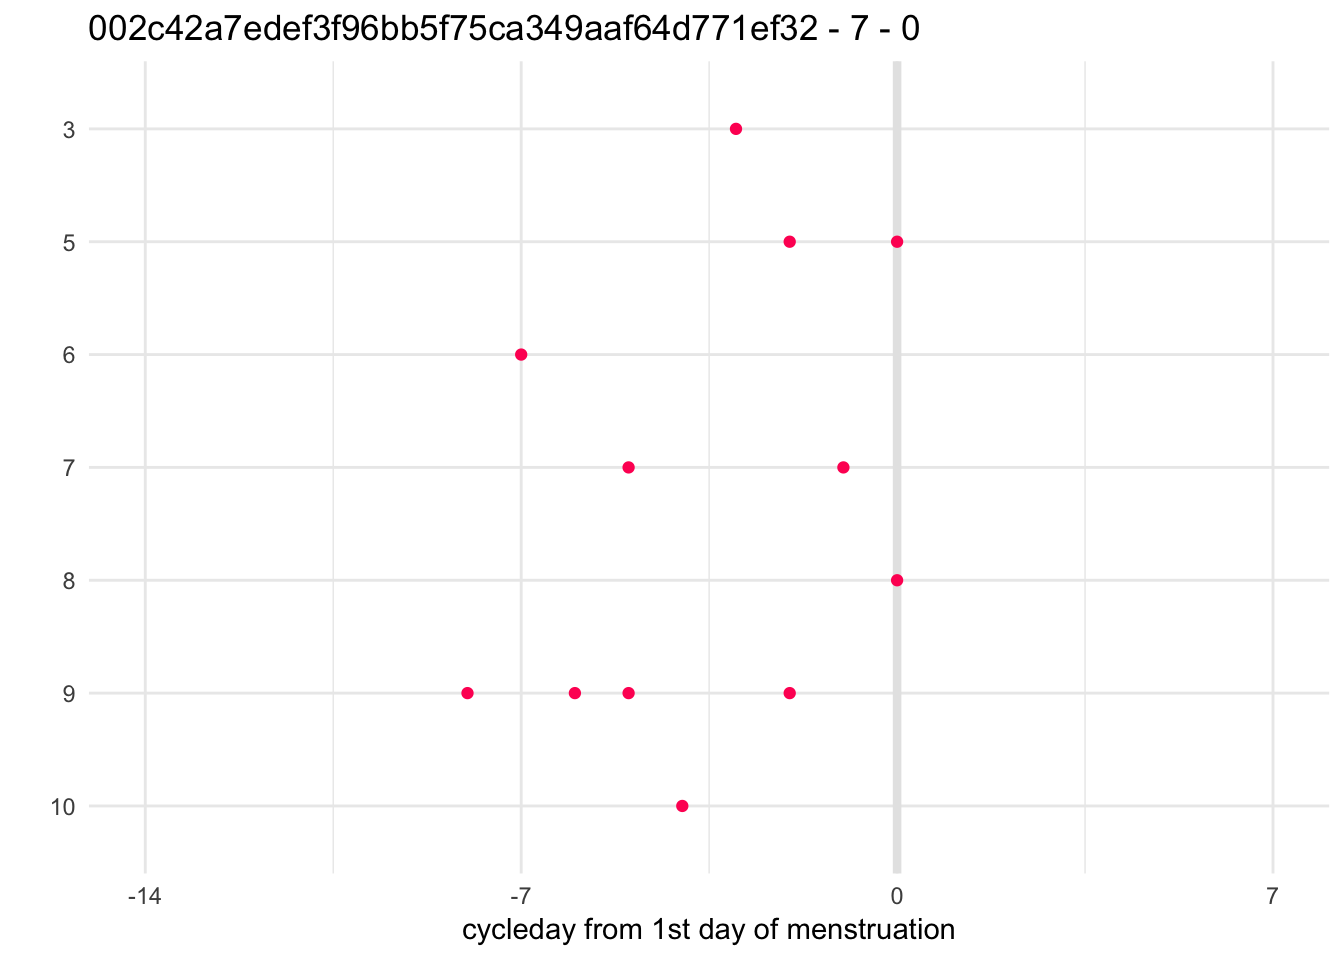 002c42a7edef3f96bb5f75ca349aaf64d771ef32 - 7 - 0
3
5
6
7
8
9
10
-14 -7 0 7
cycleday from 1st day of menstruation